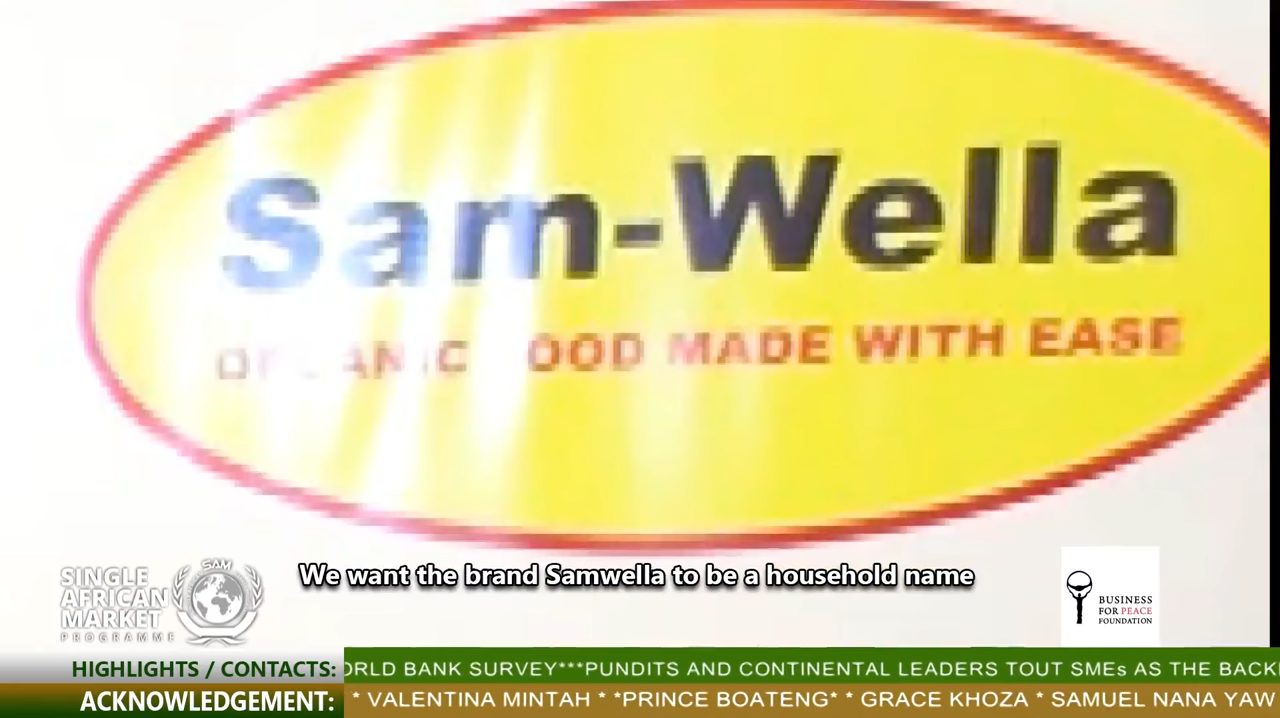 Sam-Wella
MADE WITH EASE
We want the brand Samwella to be a household name
SINGLE
AFRICAN
MARKET
PROGRAMME
SAM
BUSINESS
FOR PEACE
FOUNDATION
HIGHLIGHTS / CONTACTS: ORLD BANK SURVEY***PUNDITS AND CONTINENTAL LEADERS TOUT SMEs AS THE BACK
ACKNOWLEDGEMENT: * VALENTINA MINTAH * *PRINCE BOATENG* * GRACE KHOZA * SAMUEL NANA YAW